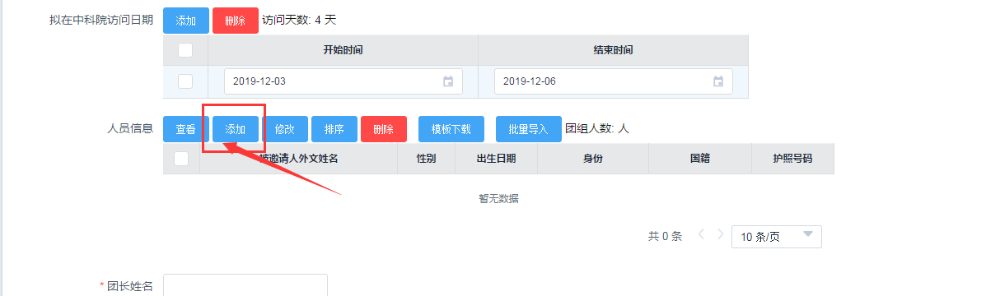 拟在中科院访问日期 添加 删除 访问天数: 4 天
开始时间 结束时间
2019-12-03 2019-12-06
人员信息 查看 添加 修改 排序 删除 模板下载 批量导入 团组人数: 人
被邀请人外文姓名 性别 出生日期 身份 国籍 护照号码
暂无数据
共 0 条 10 条/页
* 团长姓名